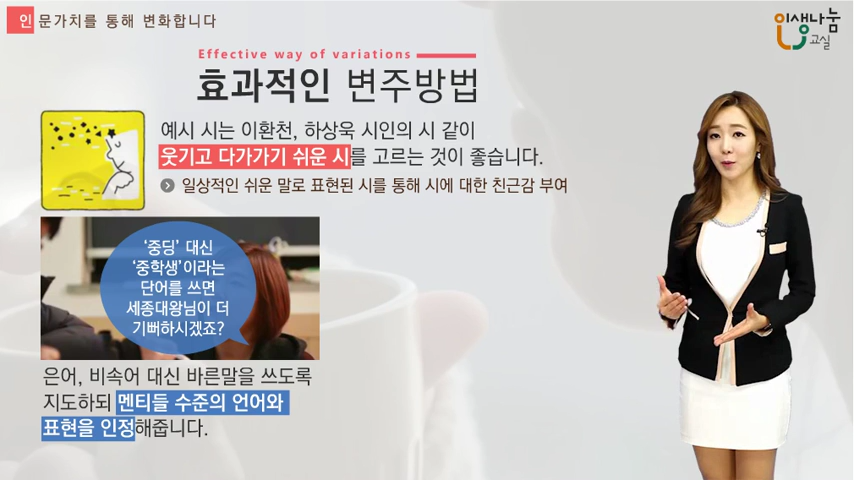 인문가치를 통해 변화합니다
인생나눔
교실
Effective way of variations
효과적인 변주방법
예시 시는 이환천, 하상욱 시인의 시 같이
웃기고 다가가기 쉬운 시를 고르는 것이 좋습니다.
일상적인 쉬운 말로 표현된 시를 통해 시에 대한 친근감 부여
‘중딩’ 대신
‘중학생’이라는
단어를 쓰면
세종대왕님이 더
기뻐하시겠죠?
은어, 비속어 대신 바른말을 쓰도록
지도하되 멘티들 수준의 언어와
표현을 인정해줍니다.